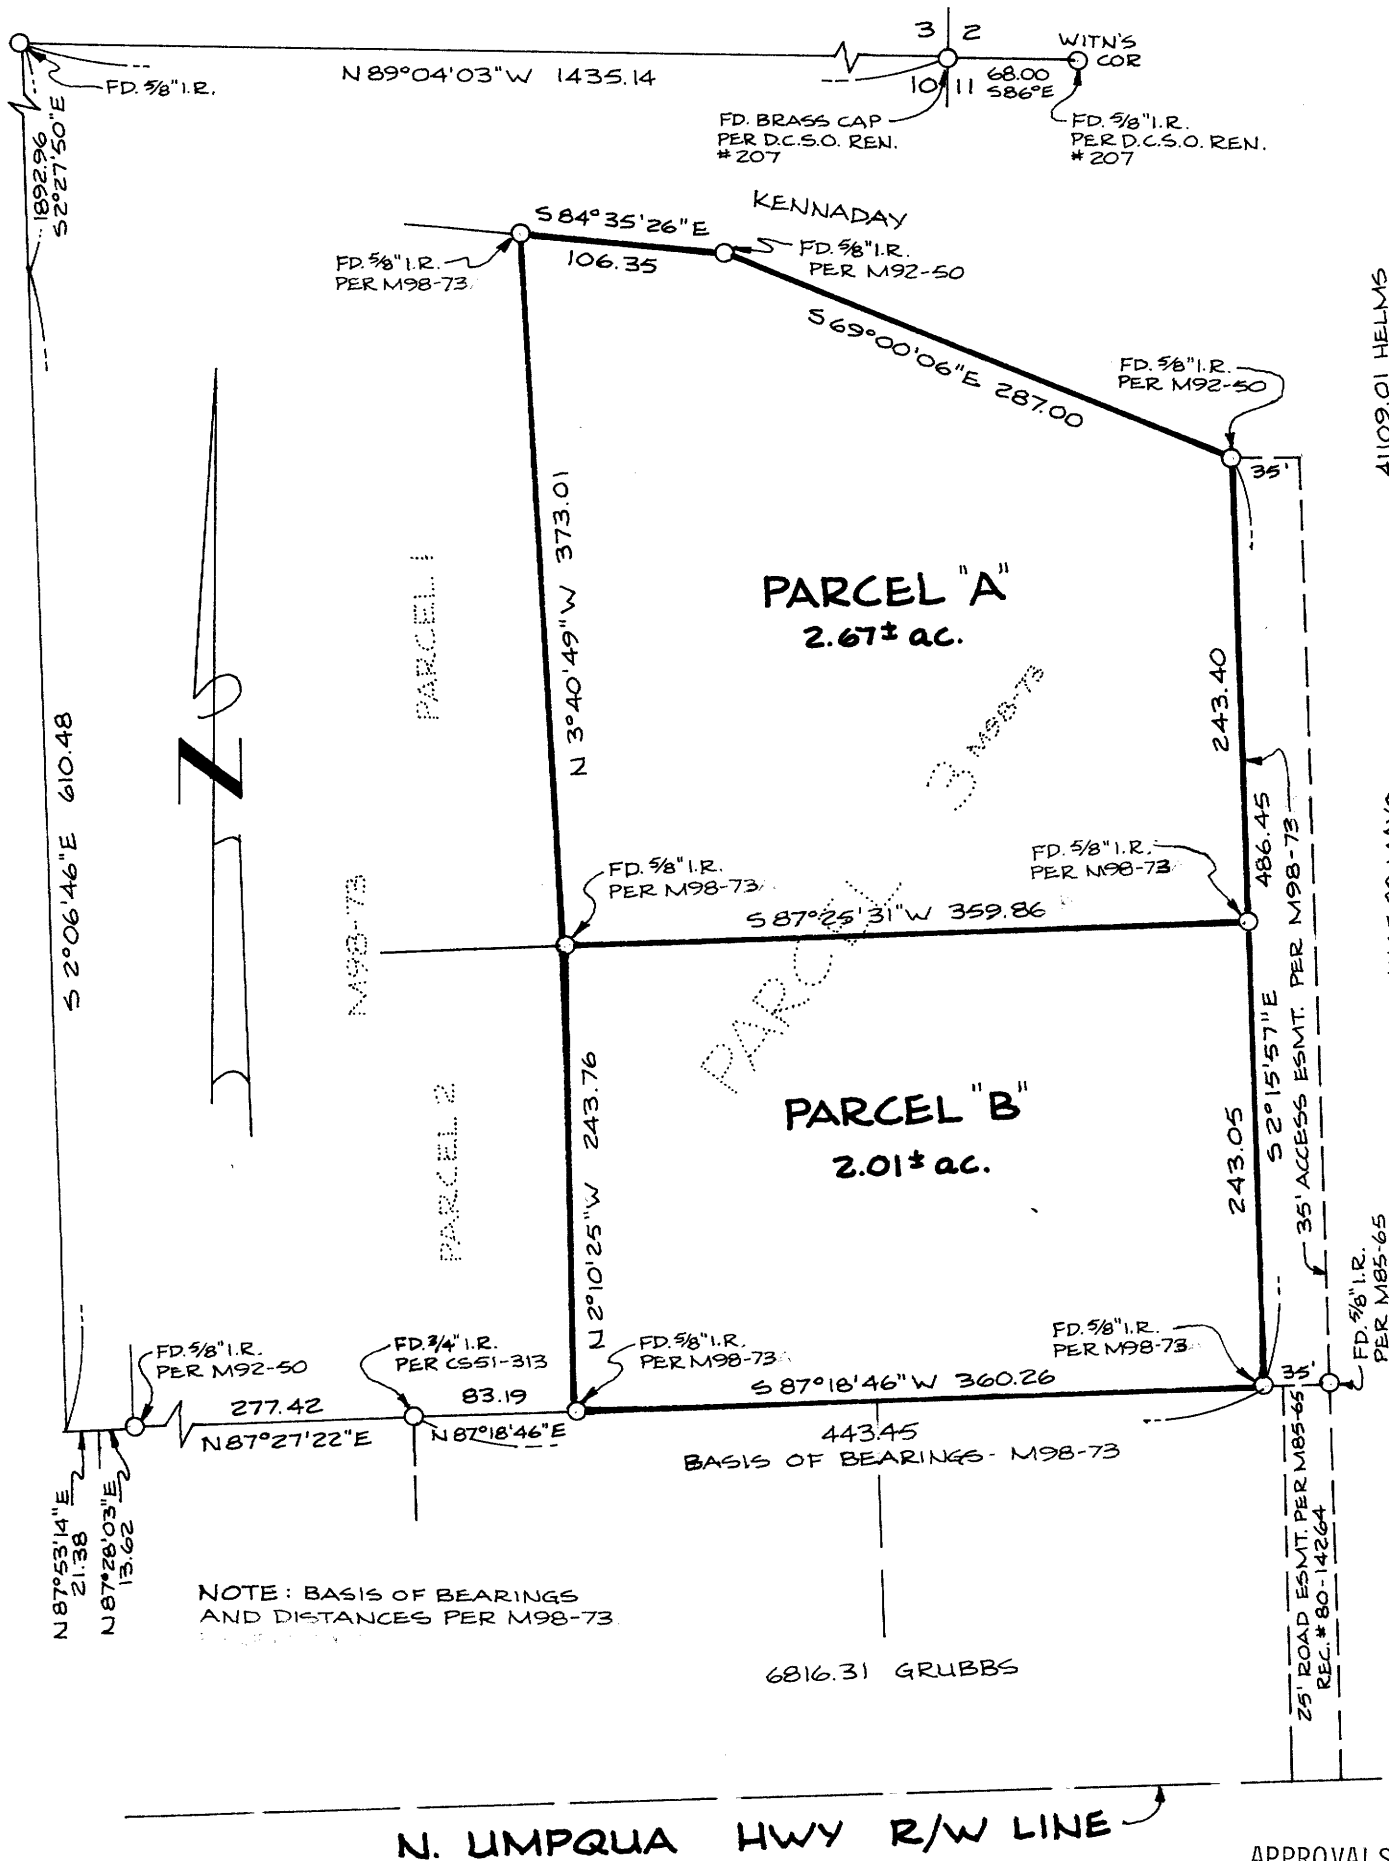 3 2
WITN'S
COR
N 89°04'03"W 1435.14
10 11
68.00
S86°E
FD. 5/8" I.R.
FD. BRASS CAP
PER D.C.S.O. REN.
#207
FD. 5/8" I.R.
PER D.C.S.O. REN.
#207
1892.96
S 2°27'50"E
KENNADAY
S 84°35'26"E
106.35
FD. 5/8" I.R.
PER M98-73
FD. 5/8" I.R.
PER M92-50
S 69°00'06"E 287.00
FD. 5/8" I.R.
PER M92-50
41109.01 HELMS
35'
N 3°40'49"W 373.01
PARCEL 1
PARCEL "A"
2.67± ac.
243.40
3 M98-73
S 2°06'46"E 610.48
486.45
FD. 5/8" I.R.
PER M98-73
FD. 5/8" I.R.
PER M98-73
M98-73
S 87°25'31"W 359.86
PARCEL
S 2°15'57"E
35' ACCESS ESMT. PER M98-73
PARCEL 2
243.76
N 2°10'25"W
PARCEL "B"
2.01± ac.
243.05
FD. 5/8" I.R.
PER M85-65
FD. 5/8" I.R.
PER M92-50
FD. 3/4" I.R.
PER CS51-313
FD. 5/8" I.R.
PER M98-73
FD. 5/8" I.R.
PER M98-73
35'
277.42
N 87°27'22"E
83.19
N 87°18'46"E
S 87°18'46"W 360.26
443.45
BASIS OF BEARINGS - M98-73
N 87°53'14"E
21.38
N 87°28'03"E
13.62
25' ROAD ESMT. PER M85-65
REC. # 80-14264
NOTE: BASIS OF BEARINGS
AND DISTANCES PER M98-73
6816.31 GRUBBS
N. UMPQUA HWY R/W LINE
APPROVALS